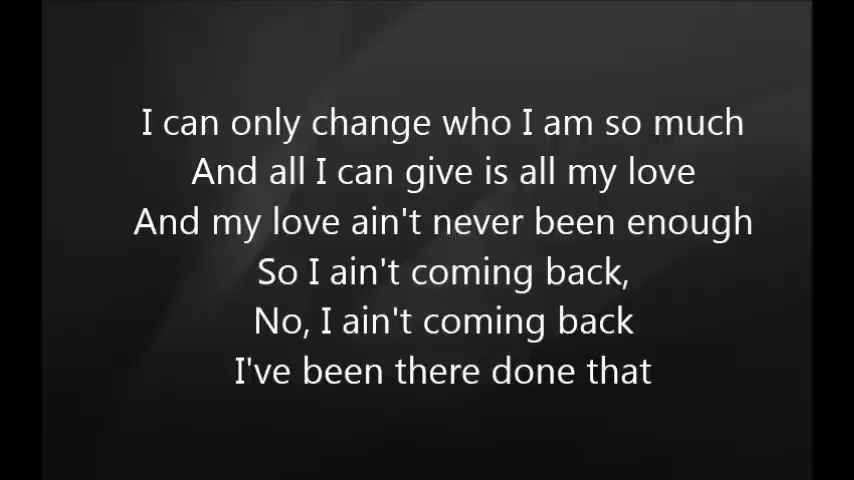 I can only change who I am so much
And all I can give is all my love
And my love ain't never been enough
So I ain't coming back,
No, I ain't coming back
I've been there done that